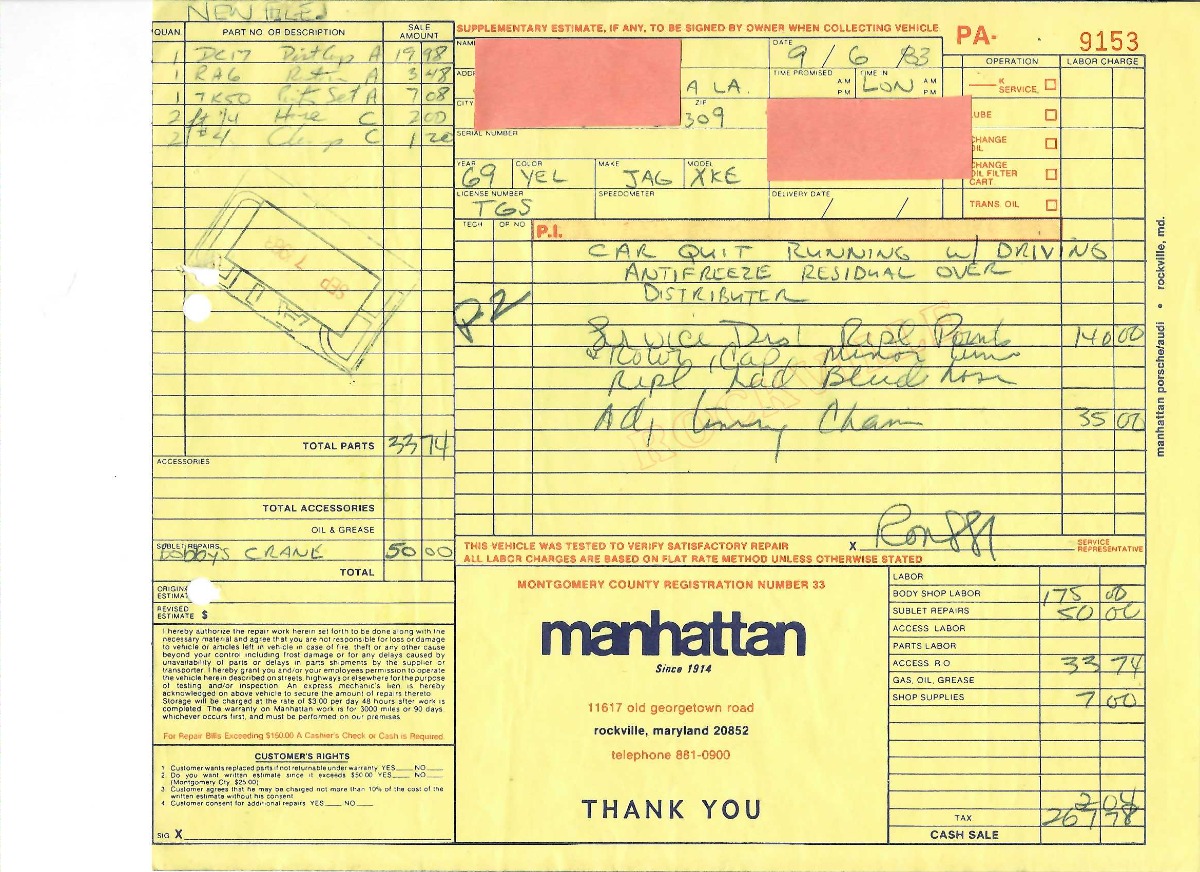 NEW FILE
QUAN. PART NO. OR DESCRIPTION SALE AMOUNT
1 DC17 Dist Cap A 19 98
1 RA6 Rotor A 3 48
1 7K50 Pnts Set A 7 08
2 ft 1/4 Hose C 2 00
2 #4 Clamp C 1 20
TOTAL PARTS 33 74
ACCESSORIES
TOTAL ACCESSORIES
OIL & GREASE
SUBLET REPAIRS
Bobbys CRANE 50 00
TOTAL
ORIGINAL ESTIMATE
REVISED ESTIMATE $
I hereby authorize the repair work herein set forth to be done along with the
necessary material and agree that you are not responsible for loss or damage
to vehicle or articles left in vehicle in case of fire, theft or any other cause
beyond your control including frost damage or for any delays caused by
unavailability of parts or delays in parts shipments by the supplier or
transporter. I hereby grant you and/or your employees permission to operate
the vehicle herein described on streets, highways or elsewhere for the purpose
of testing and/or inspection. An express mechanic's lien is hereby
acknowledged on above vehicle to secure the amount of repairs thereto.
Storage will be charged at the rate of $3.00 per day 48 hours after work is
completed. The warranty on Manhattan work is for 3000 miles or 90 days,
whichever occurs first, and must be performed on our premises.
For Repair Bills Exceeding $150.00 A Cashier's Check or Cash is Required.
CUSTOMER'S RIGHTS
1 Customer wants replaced parts if not returnable under warranty YES NO
2. Do you want written estimate since it exceeds $50.00 YES NO
(Montgomery Cty. $25.00)
3 Customer agrees that he may be charged not more than 10% of the cost of the
written estimate without his consent.
4 Customer consent for additional repairs YES NO
SIG X
SUPPLEMENTARY ESTIMATE, IF ANY, TO BE SIGNED BY OWNER WHEN COLLECTING VEHICLE
PA- 9153
NAME DATE 9/6/83
OPERATION LABOR CHARGE
ADD A LA. TIME PROMISED AM PM TIME IN LON AM PM
K SERVICE,
CITY ZIP 309
LUBE
SERIAL NUMBER
CHANGE OIL
YEAR 69 COLOR YEL MAKE JAG MODEL XKE
CHANGE OIL FILTER CART.
LICENSE NUMBER TGS SPEEDOMETER DELIVERY DATE / /
TRANS. OIL
TECH OP NO P.I.
CAR QUIT RUNNING W/ DRIVING
ANTIFREEZE RESIDUAL OVER
DISTRIBUTER
P2
Service Dist Repl Points 140 00
& Rotor, Cap, Minor tune
Repl Rad Bleed hose
Adj timing Chain 35 00
ROCKVILLE
THIS VEHICLE WAS TESTED TO VERIFY SATISFACTORY REPAIR X SERVICE REPRESENTATIVE
ALL LABOR CHARGES ARE BASED ON FLAT RATE METHOD UNLESS OTHERWISE STATED
MONTGOMERY COUNTY REGISTRATION NUMBER 33
manhattan
Since 1914
11617 old georgetown road
rockville, maryland 20852
telephone 881-0900
THANK YOU
LABOR
BODY SHOP LABOR 175 00
SUBLET REPAIRS 50 00
ACCESS. LABOR
PARTS LABOR
ACCESS R.O. 33 74
GAS, OIL, GREASE
SHOP SUPPLIES 7 00
2 04
TAX 267 78
CASH SALE
manhattan porsche/audi • rockville, md.